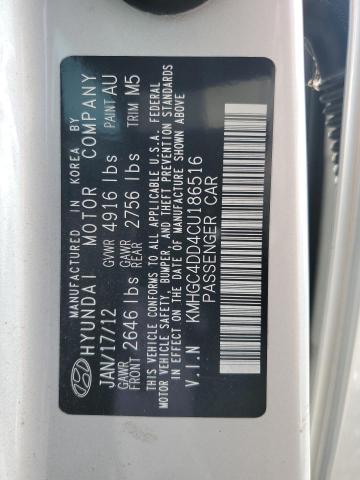 MANUFACTURED IN KOREA BY
HYUNDAI MOTOR COMPANY
JAN/17/12 GVWR 4916 lbs PAINT AU
GAWR FRONT 2646 lbs GAWR REAR 2756 lbs TRIM M5
THIS VEHICLE CONFORMS TO ALL APPLICABLE U.S.A. FEDERAL
MOTOR VEHICLE SAFETY, BUMPER, AND THEFT PREVENTION STANDARDS
IN EFFECT ON THE DATE OF MANUFACTURE SHOWN ABOVE
V.I.N KMHGC4DD4CU186516
PASSENGER CAR